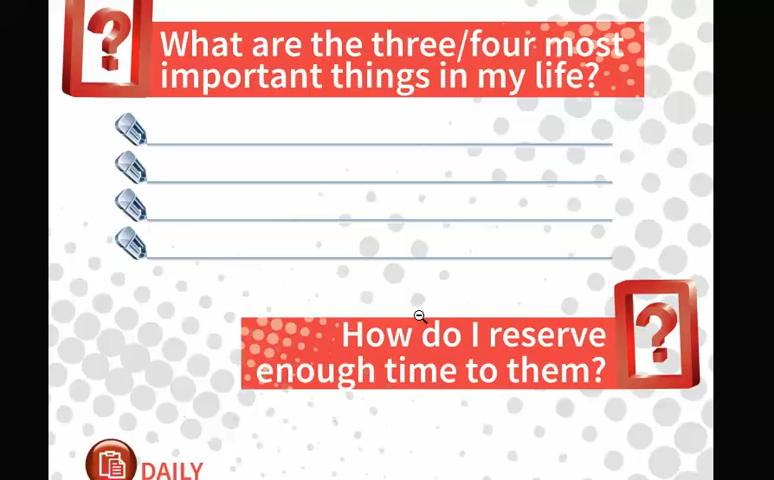 What are the three/four most
important things in my life?
How do I reserve
enough time to them?
DAILY